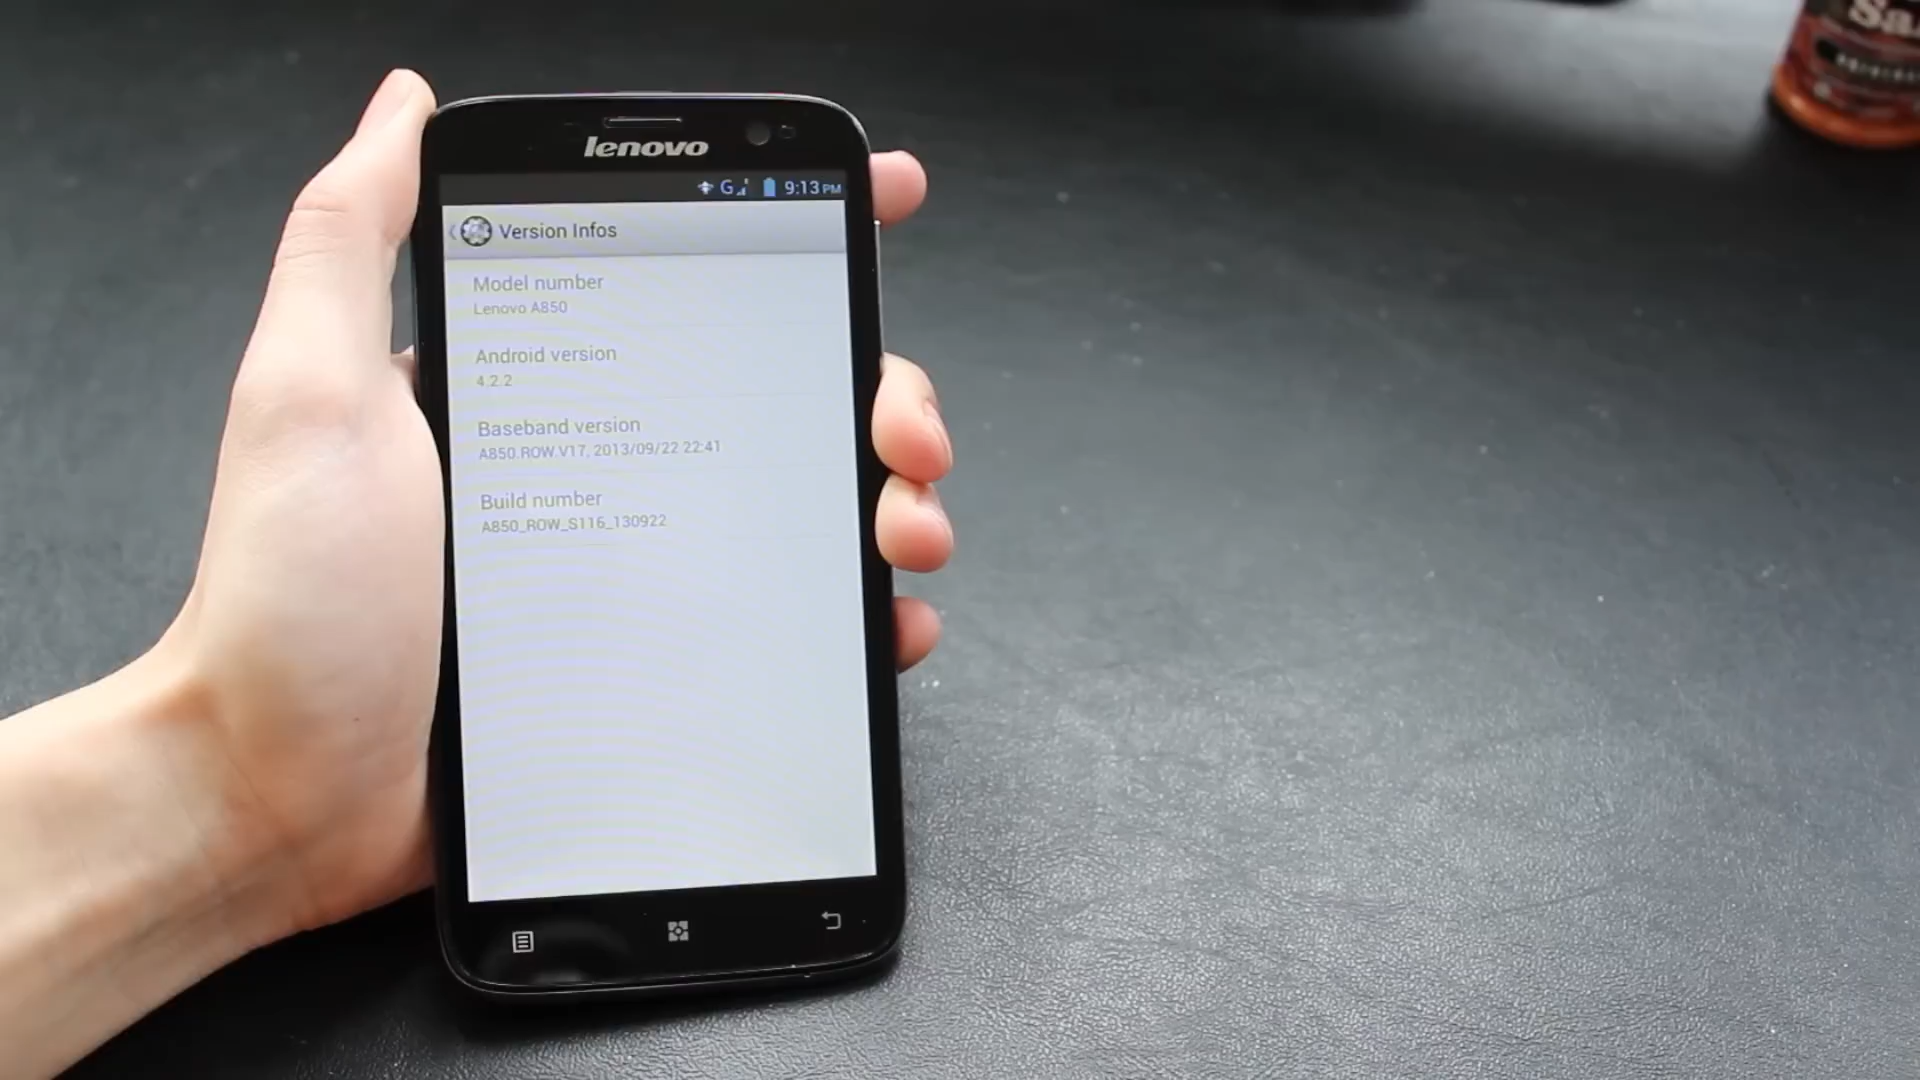 Sa
lenovo
G 9:13 PM
Version Infos
Model number
Lenovo A850
Android version
4.2.2
Baseband version
A850.ROW.V17, 2013/09/22 22:41
Build number
A850_ROW_S116_130922